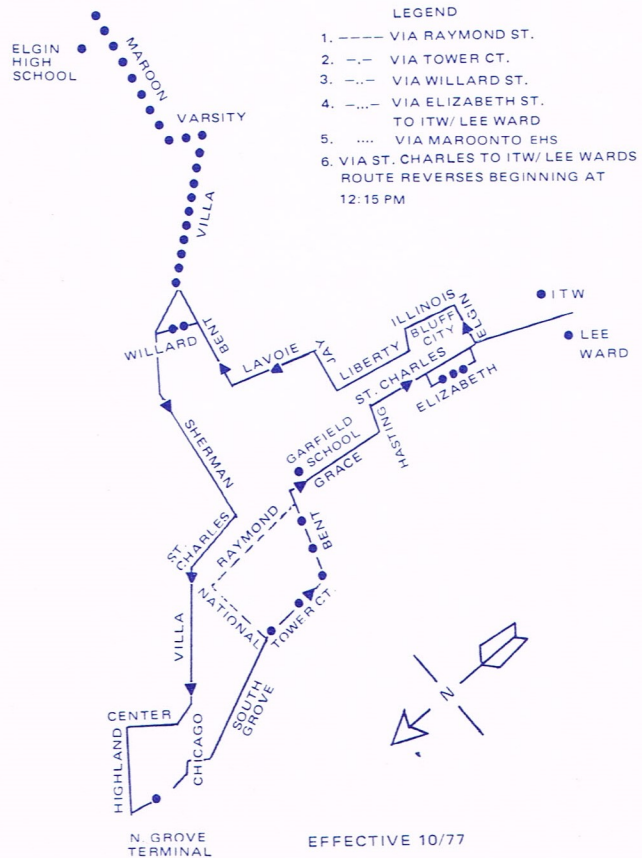 LEGEND
1. ---- VIA RAYMOND ST.
2. -.- VIA TOWER CT.
3. -..- VIA WILLARD ST.
4. -...- VIA ELIZABETH ST.
TO ITW/ LEE WARD
5. .... VIA MAROONTO EHS
6. VIA ST. CHARLES TO ITW/ LEE WARDS
ROUTE REVERSES BEGINNING AT
12:15 PM
ELGIN
HIGH
SCHOOL
MAROON
VARSITY
VILLA
WILLARD
BENT
LAVOIE
JAY
LIBERTY
ILLINOIS
BLUFF
CITY
ELGIN
ITW
LEE
WARD
ST. CHARLES
ELIZABETH
HASTING
GARFIELD
SCHOOL
GRACE
SHERMAN
ST.
CHARLES
RAYMOND
BENT
NATIONAL
TOWER CT.
VILLA
SOUTH
GROVE
CENTER
HIGHLAND
CHICAGO
N
N. GROVE
TERMINAL
EFFECTIVE 10/77